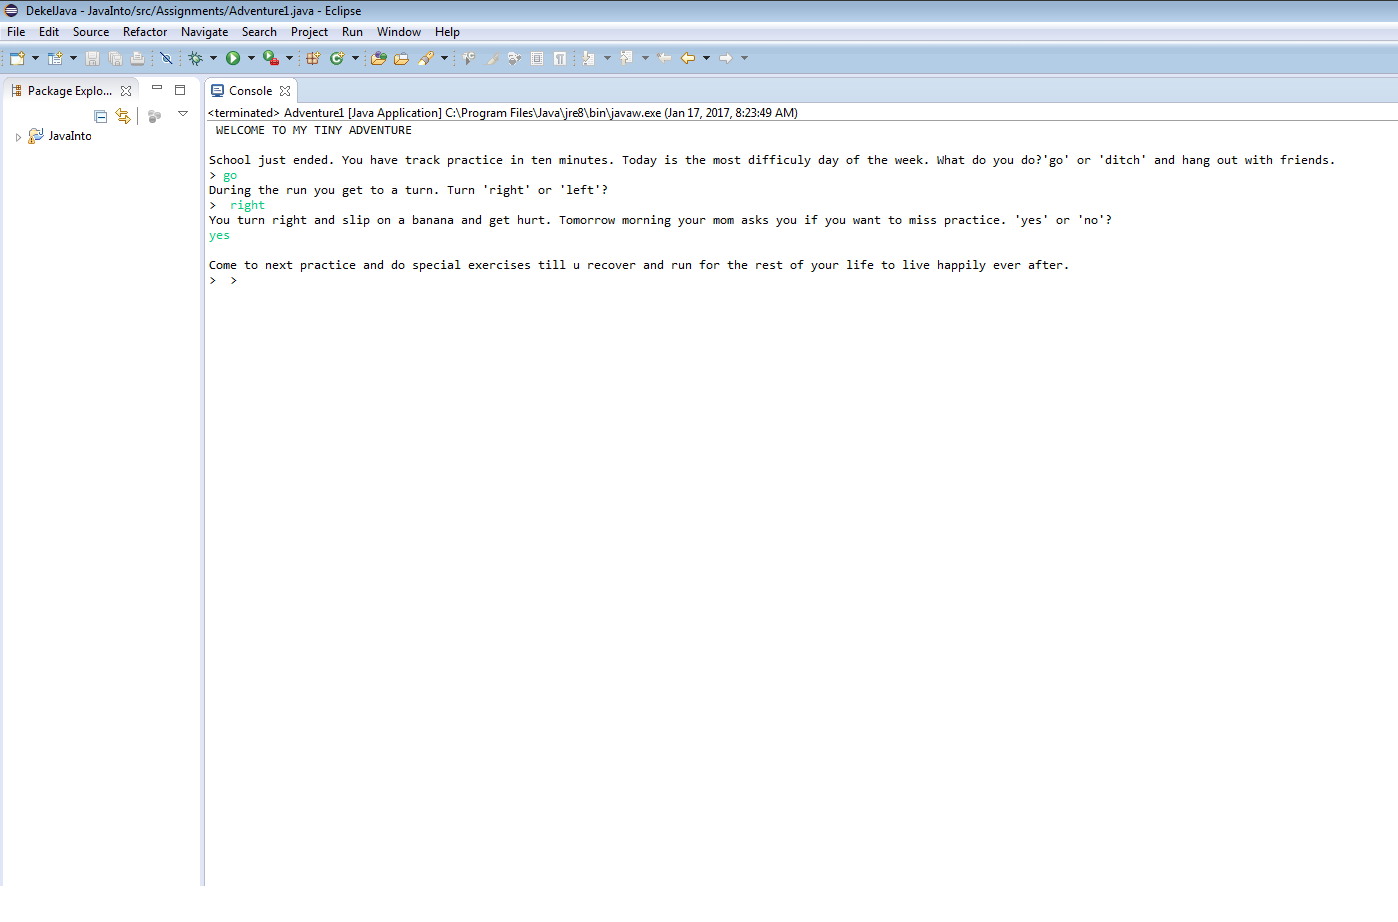 DekelJava - JavaInto/src/Assignments/Adventure1.java - Eclipse
File Edit Source Refactor Navigate Search Project Run Window Help
Package Explo...
Console
<terminated> Adventure1 [Java Application] C:\Program Files\Java\jre8\bin\javaw.exe (Jan 17, 2017, 8:23:49 AM)
JavaInto
WELCOME TO MY TINY ADVENTURE
School just ended. You have track practice in ten minutes. Today is the most difficuly day of the week. What do you do?'go' or 'ditch' and hang out with friends.
> go
During the run you get to a turn. Turn 'right' or 'left'?
>  right
You turn right and slip on a banana and get hurt. Tomorrow morning your mom asks you if you want to miss practice. 'yes' or 'no'?
yes
Come to next practice and do special exercises till u recover and run for the rest of your life to live happily ever after.
>  >